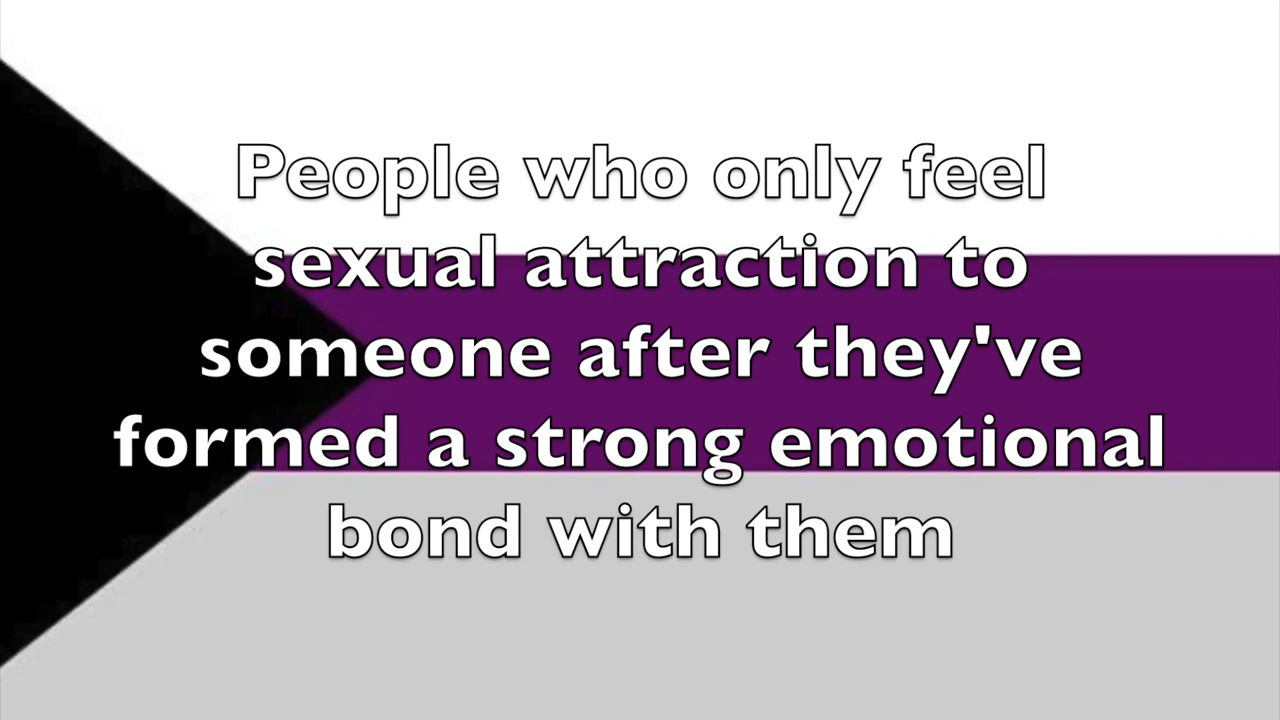 People who only feel
sexual attraction to
someone after they've
formed a strong emotional
bond with them